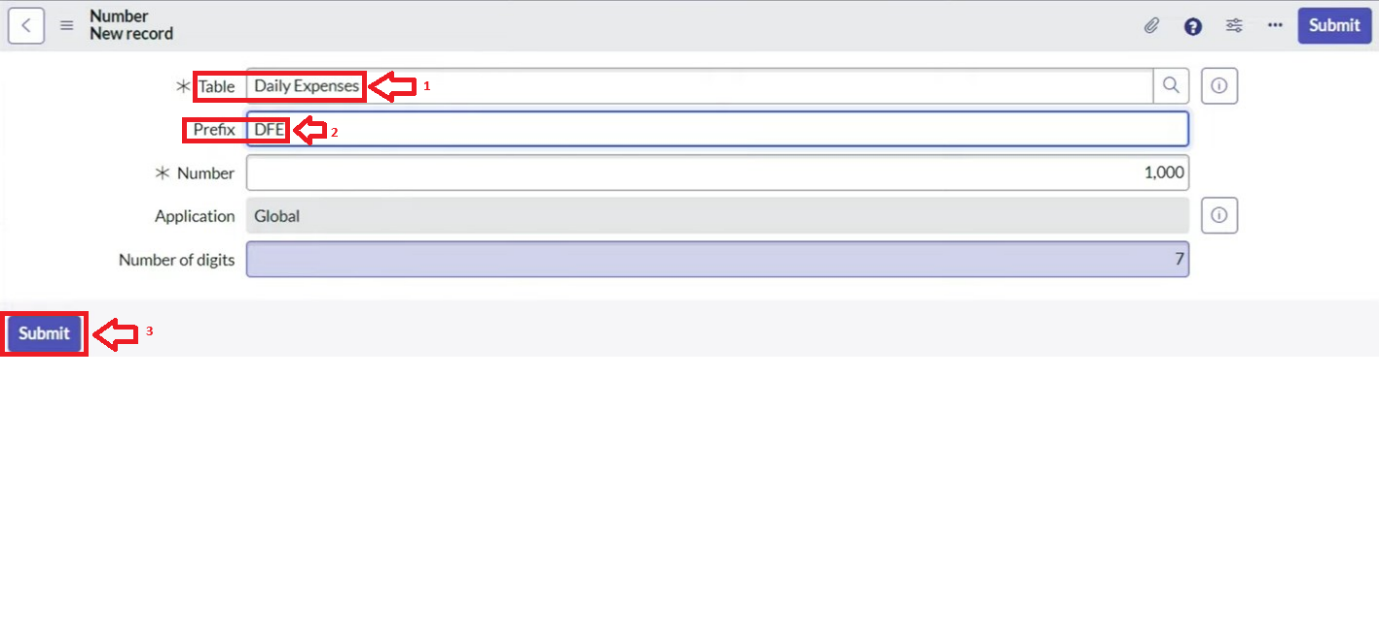 Number
New record
Submit
Table Daily Expenses 1
Prefix DFE 2
Number 1,000
Application Global
Number of digits 7
Submit 3